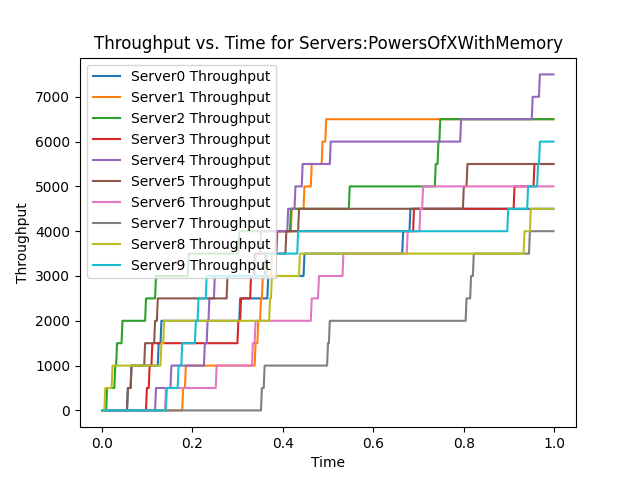 Throughput vs. Time for Servers:PowersOfXWithMemory
Throughput
7000
6000
5000
4000
3000
2000
1000
0
Server0 Throughput
Server1 Throughput
Server2 Throughput
Server3 Throughput
Server4 Throughput
Server5 Throughput
Server6 Throughput
Server7 Throughput
Server8 Throughput
Server9 Throughput
0.0 0.2 0.4 0.6 0.8 1.0
Time